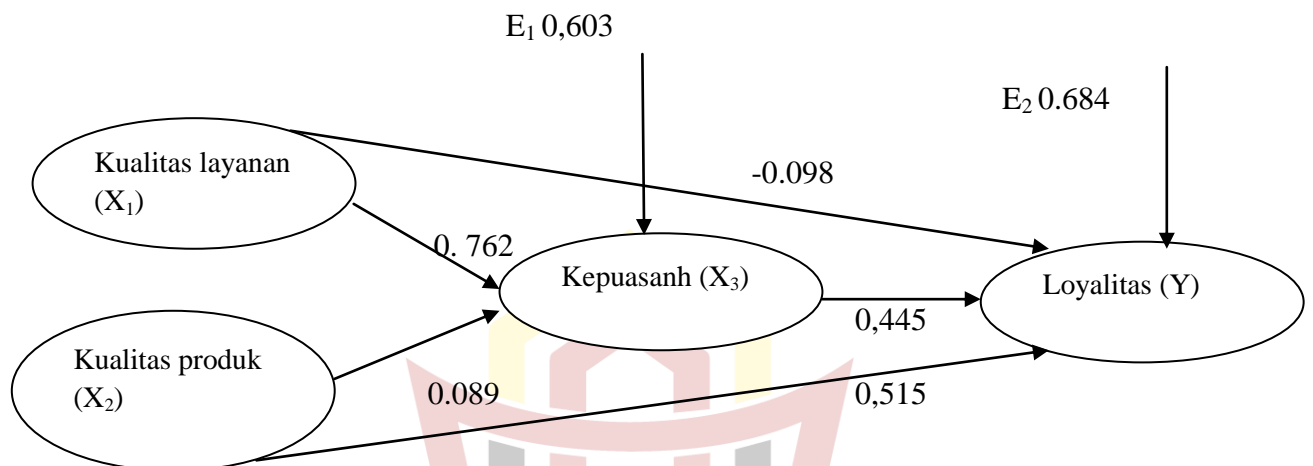 E₁ 0,603
E₂ 0.684
Kualitas layanan
(X₁)
-0.098
0. 762
Kepuasanh (X₃)
Loyalitas (Y)
0,445
Kualitas produk
(X₂)
0.089
0,515